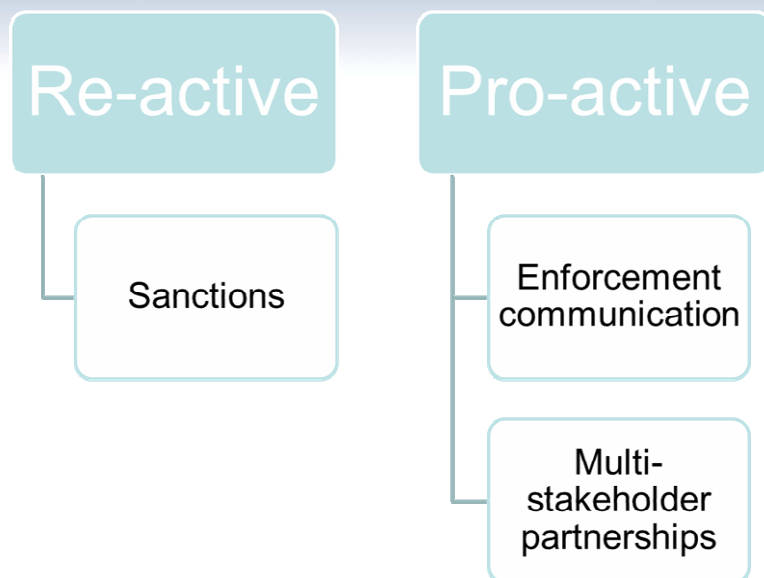 Re-active
Sanctions
Pro-active
Enforcement
communication
Multi-
stakeholder
partnerships